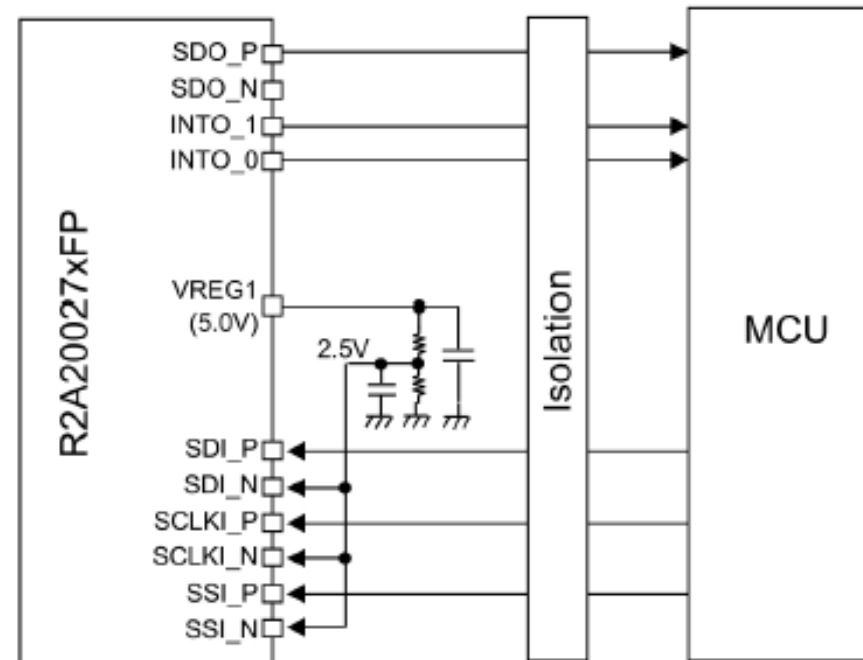 SDO_P
SDO_N
INTO_1
INTO_0
R2A20027xFP
VREG1
(5.0V)
2.5V
SDI_P
SDI_N
SCLKI_P
SCLKI_N
SSI_P
SSI_N
Isolation
MCU